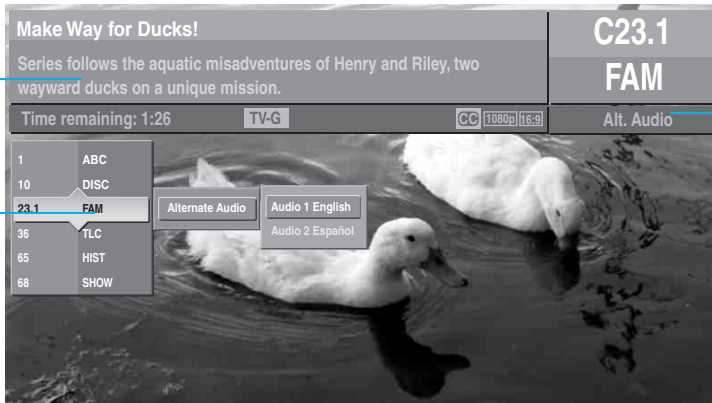 Make Way for Ducks!
Series follows the aquatic misadventures of Henry and Riley, two
wayward ducks on a unique mission.
Time remaining: 1:26 TV-G CC 1080p 16:9
C23.1
FAM
Alt. Audio
1 ABC
10 DISC
23.1 FAM Alternate Audio Audio 1 English
36 TLC Audio 2 Español
65 HIST
68 SHOW